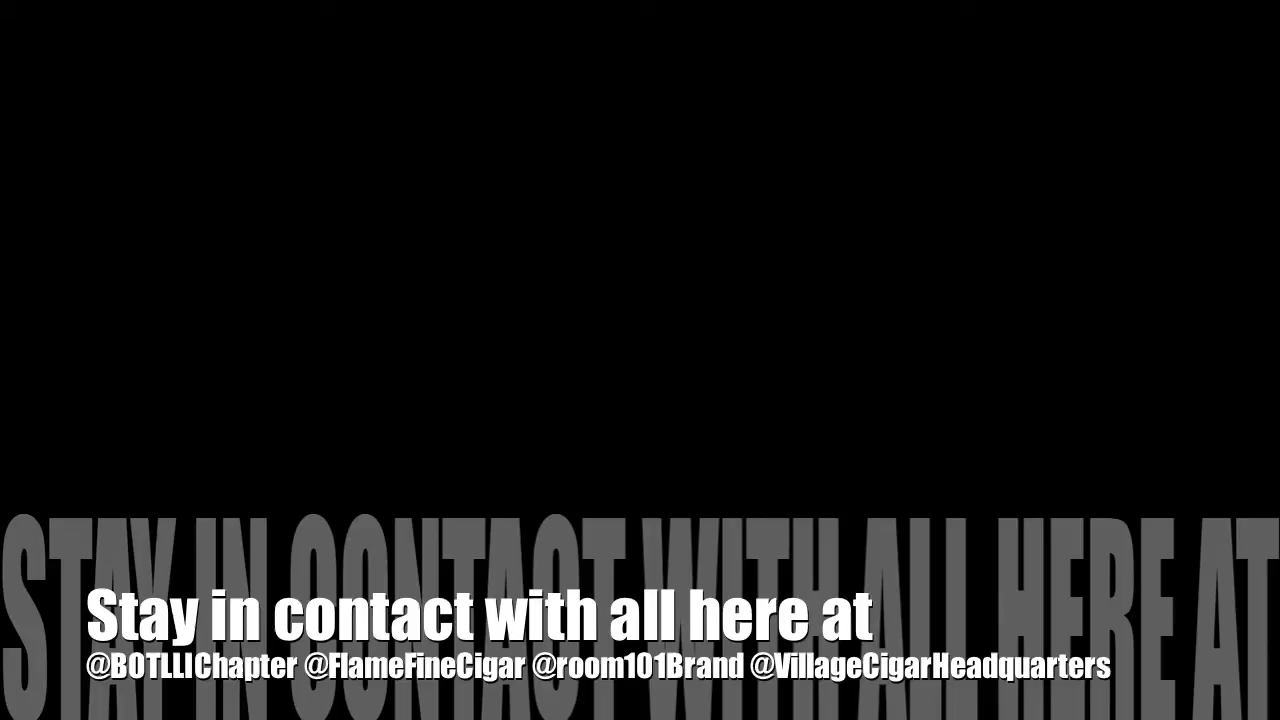 STAY IN CONTACT WITH ALL HERE AT
Stay in contact with all here at
@BOTLLIChapter @FlameFineCigar @room101Brand @VillageCigarHeadquarters